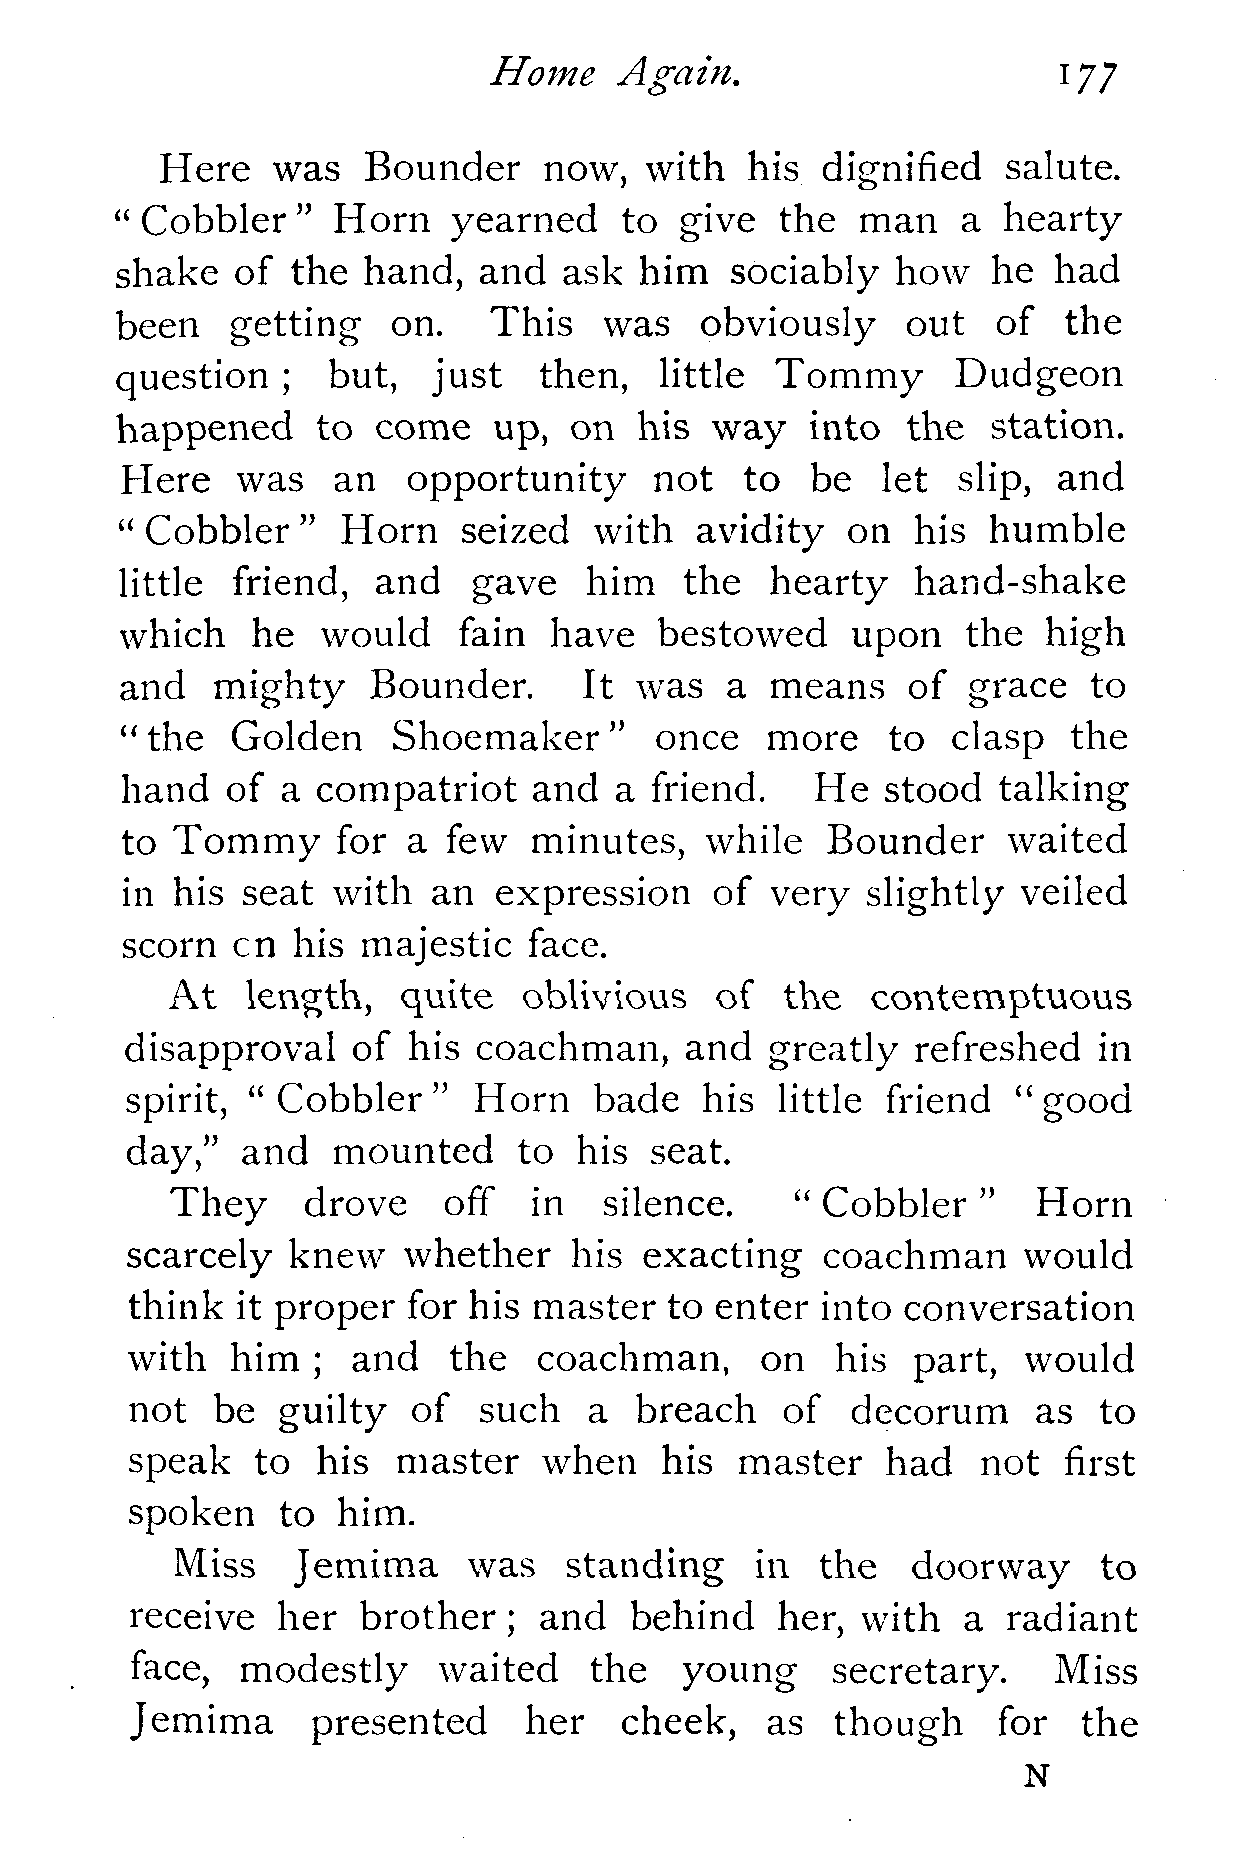 Home Again. 177
Here was Bounder now, with his dignified salute.
“ Cobbler ” Horn yearned to give the man a hearty
shake of the hand, and ask him sociably how he had
been getting on. This was obviously out of the
question ; but, just then, little Tommy Dudgeon
happened to come up, on his way into the station.
Here was an opportunity not to be let slip, and
“ Cobbler ” Horn seized with avidity on his humble
little friend, and gave him the hearty hand-shake
which he would fain have bestowed upon the high
and mighty Bounder. It was a means of grace to
“ the Golden Shoemaker ” once more to clasp the
hand of a compatriot and a friend. He stood talking
to Tommy for a few minutes, while Bounder waited
in his seat with an expression of very slightly veiled
scorn cn his majestic face.
At length, quite oblivious of the contemptuous
disapproval of his coachman, and greatly refreshed in
spirit, “ Cobbler ” Horn bade his little friend “ good
day,” and mounted to his seat.
They drove off in silence. “ Cobbler ” Horn
scarcely knew whether his exacting coachman would
think it proper for his master to enter into conversation
with him ; and the coachman, on his part, would
not be guilty of such a breach of decorum as to
speak to his master when his master had not first
spoken to him.
Miss Jemima was standing in the doorway to
receive her brother ; and behind her, with a radiant
face, modestly waited the young secretary. Miss
Jemima presented her cheek, as though for the
N